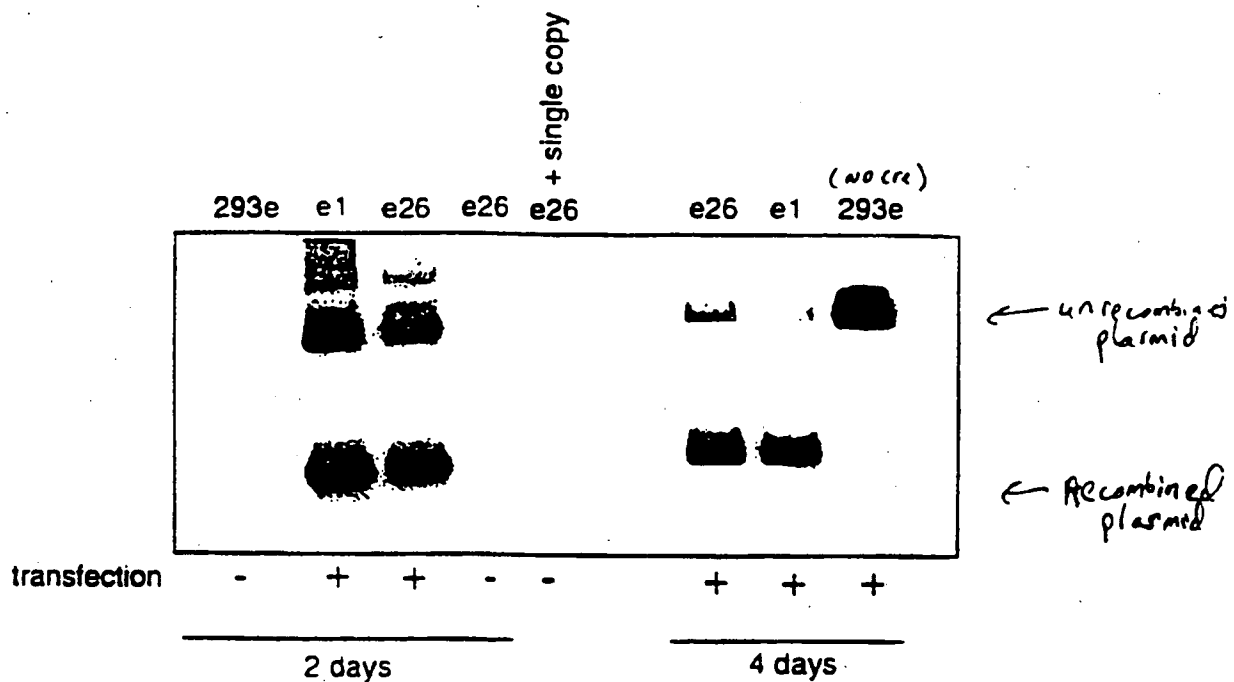 + single copy
(no cre)
293e e1 e26 e26 e26 e26 e1 293e
← unrecombined
plasmid
← Recombined
plasmid
transfection - + + - - + + +
2 days 4 days